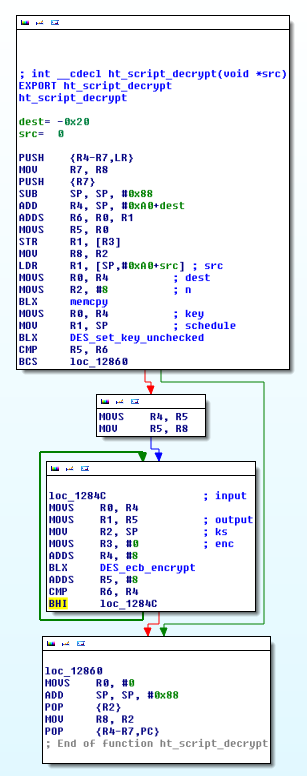 ; int __cdecl ht_script_decrypt(void *src)
EXPORT ht_script_decrypt
ht_script_decrypt
dest= -0x20
src= 0
PUSH {R4-R7,LR}
MOV R7, R8
PUSH {R7}
SUB SP, SP, #0x88
ADD R4, SP, #0xA0+dest
ADDS R6, R0, R1
MOVS R5, R0
STR R1, [R3]
MOV R8, R2
LDR R1, [SP,#0xA0+src] ; src
MOVS R0, R4 ; dest
MOVS R2, #8 ; n
BLX memcpy
MOVS R0, R4 ; key
MOV R1, SP ; schedule
BLX DES_set_key_unchecked
CMP R5, R6
BCS loc_12860
MOVS R4, R5
MOV R5, R8
loc_1284C ; input
MOVS R0, R4
MOVS R1, R5 ; output
MOV R2, SP ; ks
MOVS R3, #0 ; enc
ADDS R4, #8
BLX DES_ecb_encrypt
ADDS R5, #8
CMP R6, R4
BHI loc_1284C
loc_12860
MOVS R0, #0
ADD SP, SP, #0x88
POP {R2}
MOV R8, R2
POP {R4-R7,PC}
; End of function ht_script_decrypt